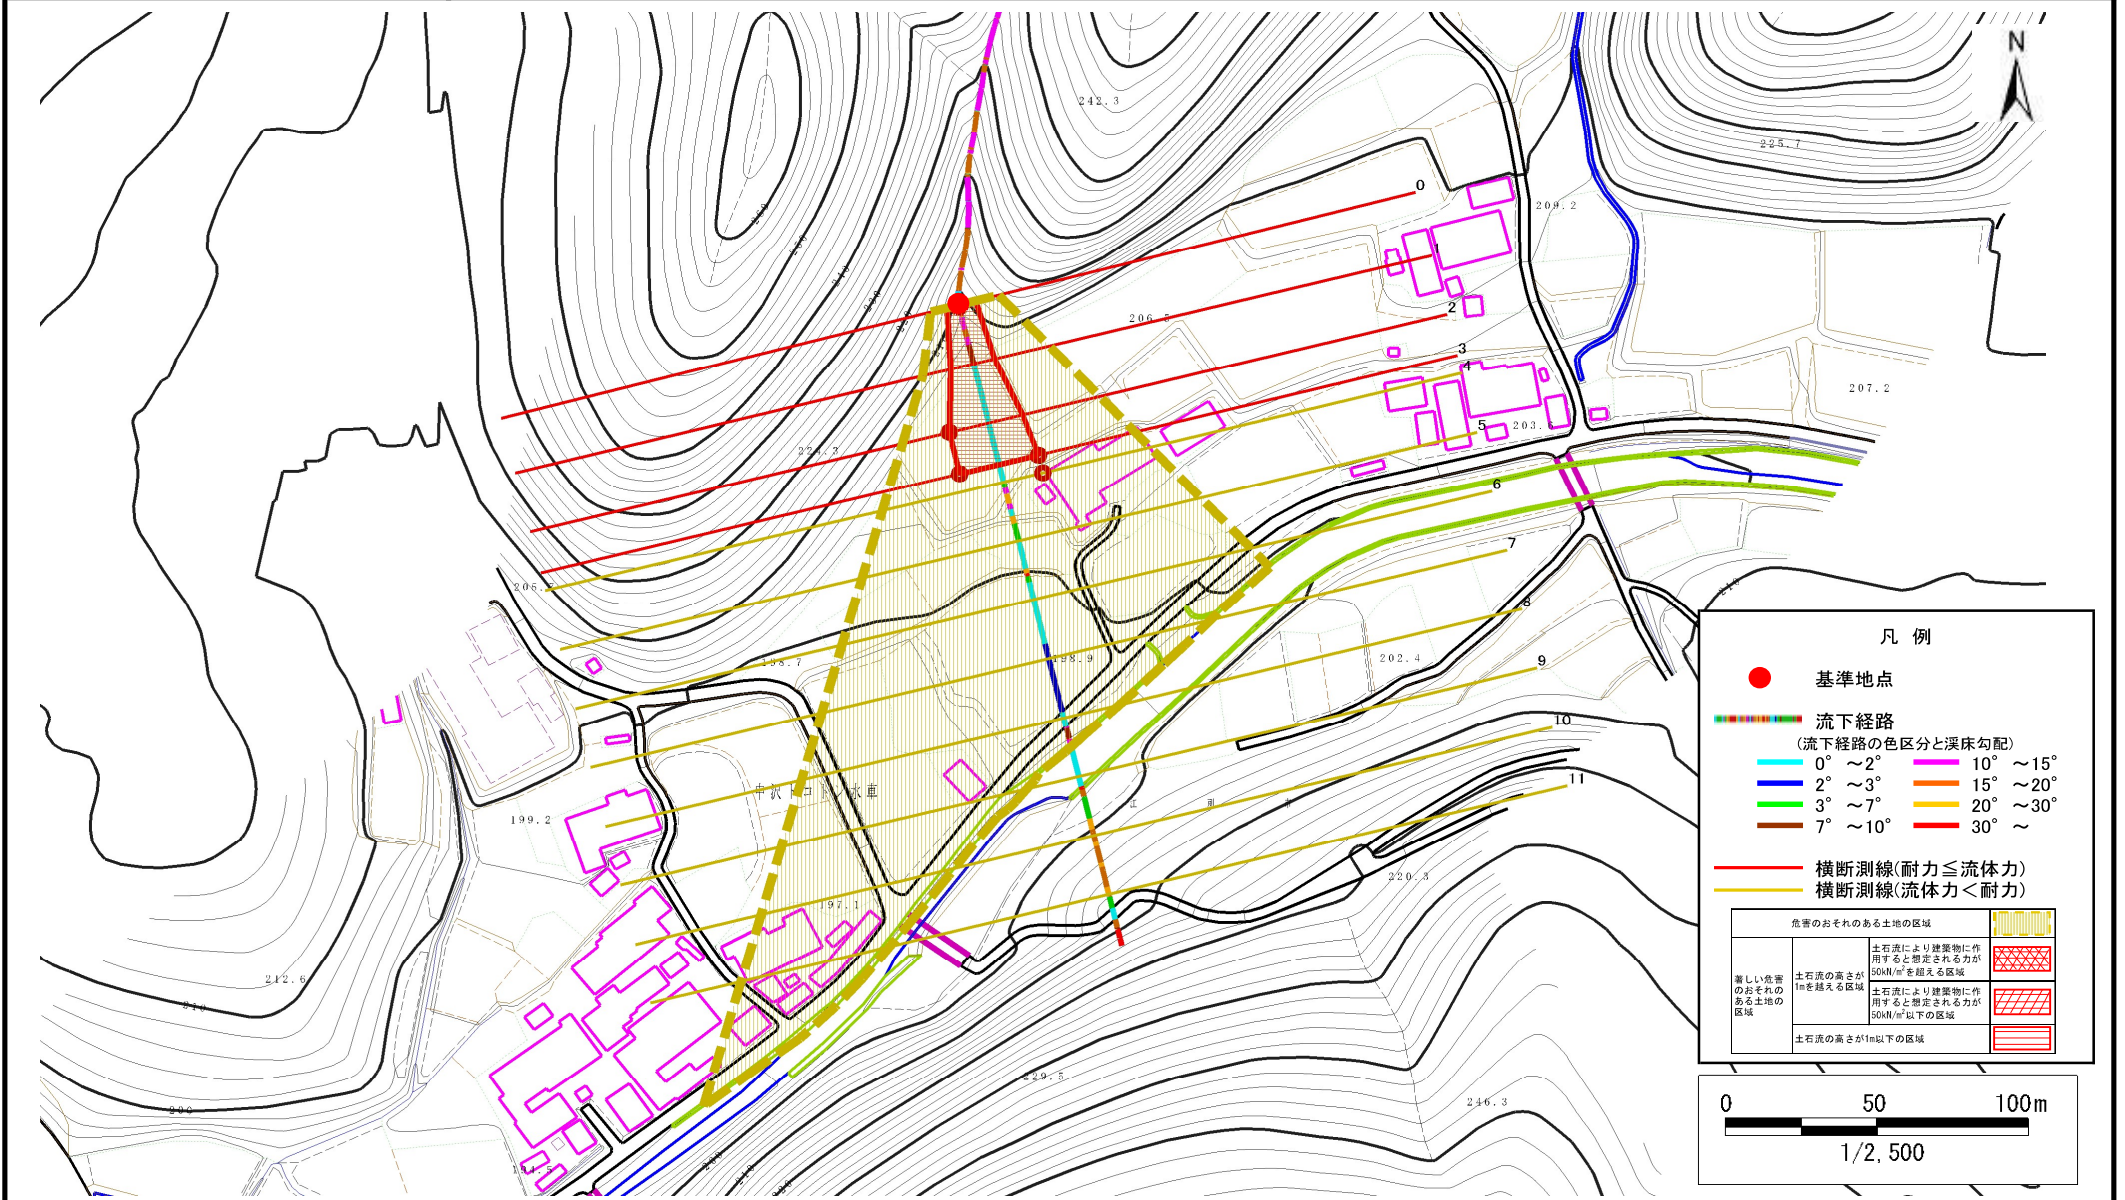 N
242.3
225.7
0
209.2
1
2
206.5
3
4
207.2
5
203.6
224.3
6
7
8
198.9
202.4
9
10
11
199.2
197.1
220.3
212.6
210
200
229.5
246.3
194.5
凡 例
基準地点
流下経路
(流下経路の色区分と渓床勾配)
0° ～2° 10° ～15°
2° ～3° 15° ～20°
3° ～7° 20° ～30°
7° ～10° 30° ～
横断測線(耐力≦流体力)
横断測線(流体力＜耐力)
危害のおそれのある土地の区域
著しい危害
のおそれの
ある土地の
区域
土石流の高さが
1mを越える区域
土石流により建築物に作
用すると想定される力が
50kN/m²を超える区域
土石流により建築物に作
用すると想定される力が
50kN/m²以下の区域
土石流の高さが1m以下の区域
0 50 100m
1/2,500